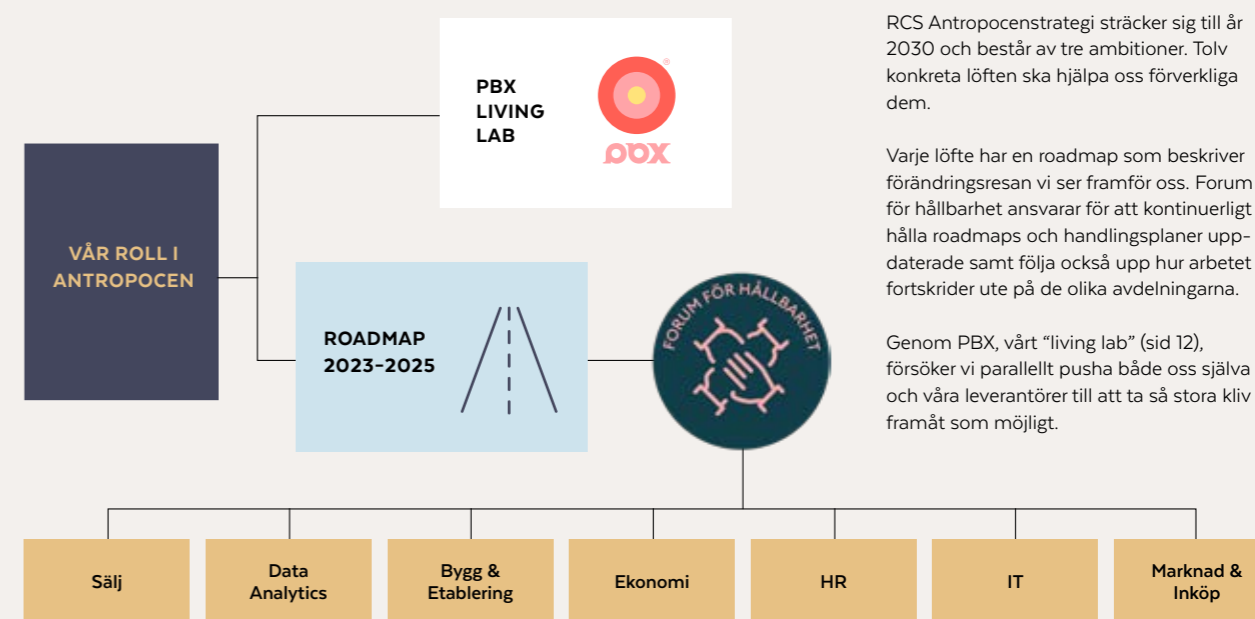 VÅR ROLL I
ANTROPOCEN
PBX
LIVING
LAB
®
pbx
ROADMAP
2023-2025
FORUM FÖR HÅLLBARHET
RCS Antropocenstrategi sträcker sig till år
2030 och består av tre ambitioner. Tolv
konkreta löften ska hjälpa oss förverkliga
dem.
Varje löfte har en roadmap som beskriver
förändringsresan vi ser framför oss. Forum
för hållbarhet ansvarar för att kontinuerligt
hålla roadmaps och handlingsplaner upp-
daterade samt följa också upp hur arbetet
fortskrider ute på de olika avdelningarna.
Genom PBX, vårt “living lab” (sid 12),
försöker vi parallellt pusha både oss själva
och våra leverantörer till att ta så stora kliv
framåt som möjligt.
Sälj
Data
Analytics
Bygg &
Etablering
Ekonomi
HR
IT
Marknad &
Inköp